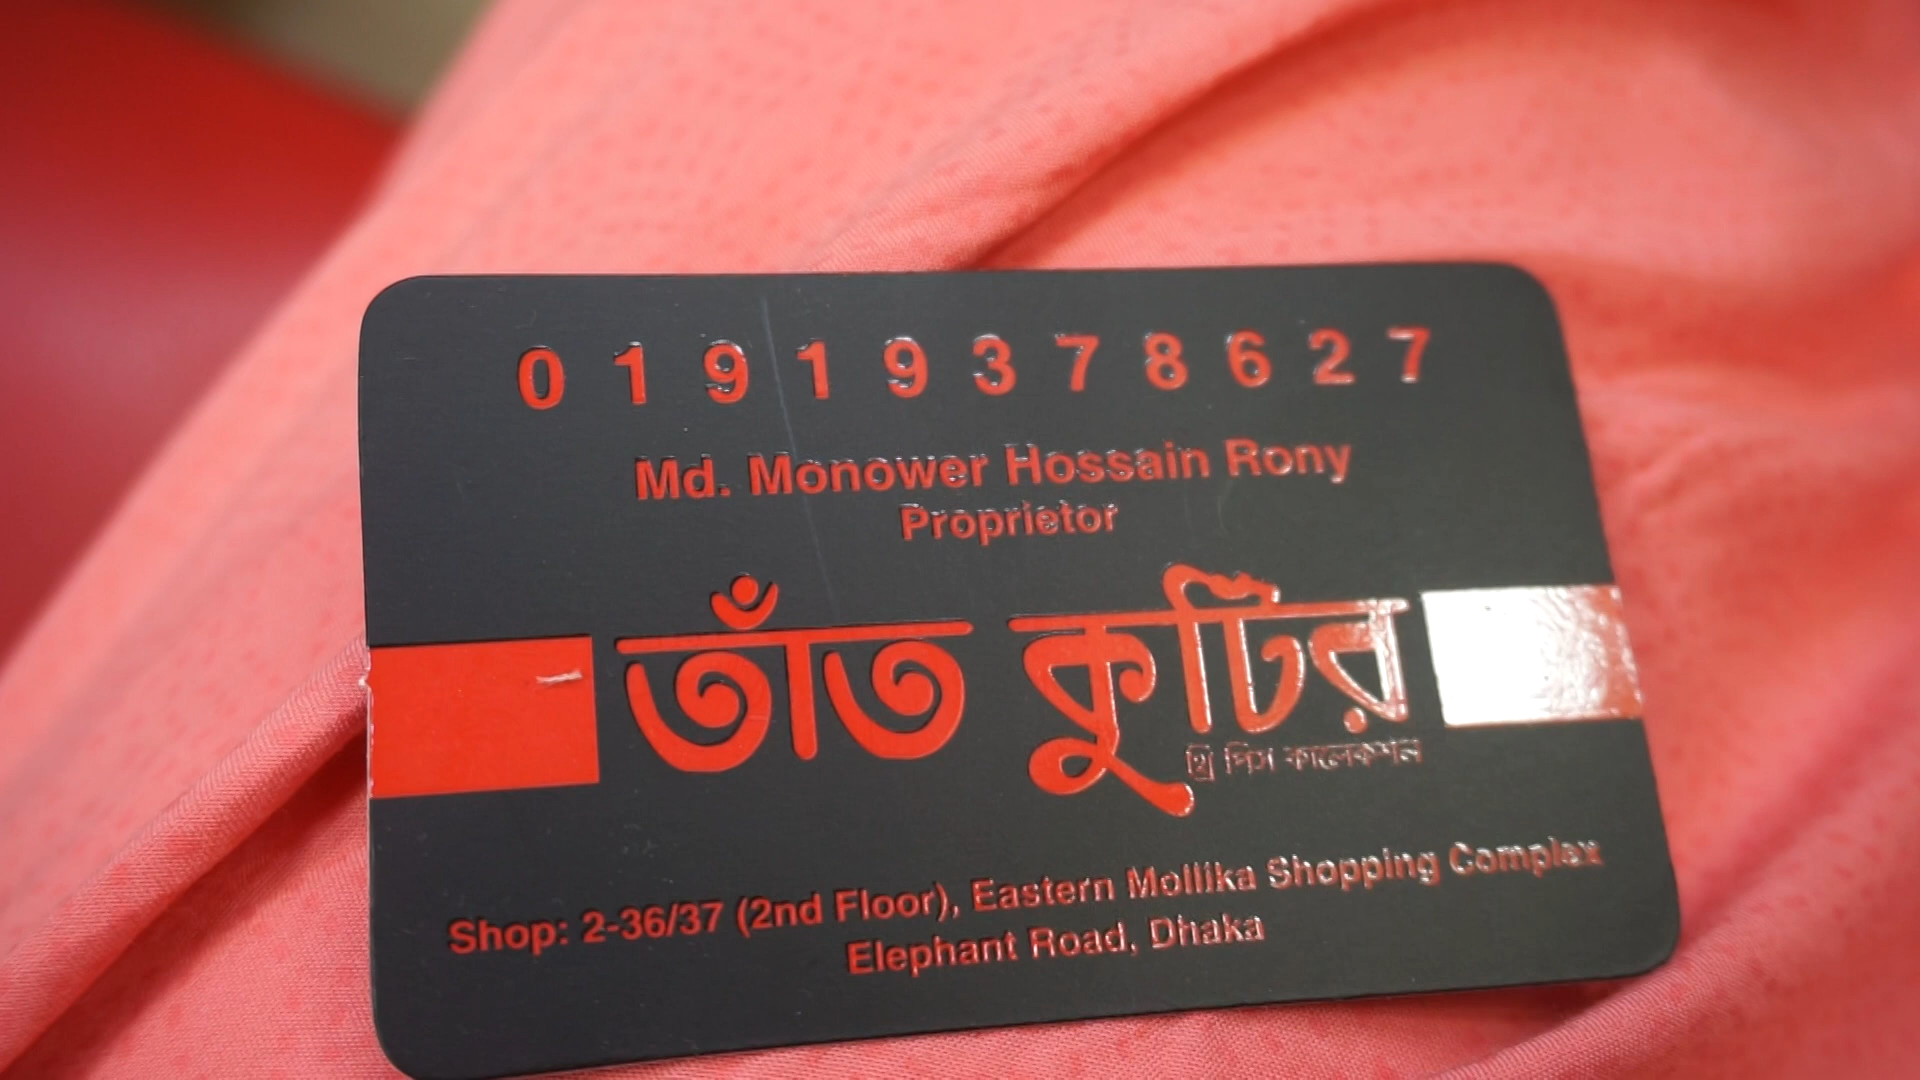 01919378627
Md. Monower Hossain Rony
Proprietor
তাঁত কুটির
থ্রি পিস কালেকশন
Shop: 2-36/37 (2nd Floor), Eastern Mollika Shopping Complex
Elephant Road, Dhaka